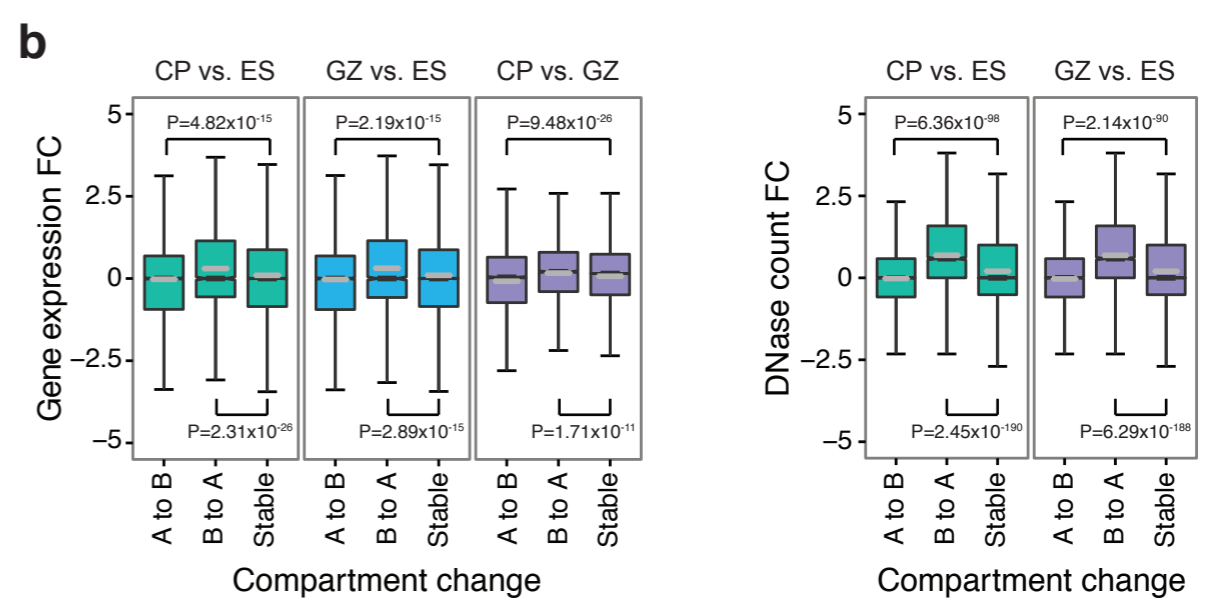 b
CP vs. ES
GZ vs. ES
CP vs. GZ
Gene expression FC
5
2.5
0
−2.5
−5
P=4.82x10-15
P=2.19x10-15
P=9.48x10-26
P=2.31x10-26
P=2.89x10-15
P=1.71x10-11
A to B
B to A
Stable
A to B
B to A
Stable
A to B
B to A
Stable
Compartment change
CP vs. ES
GZ vs. ES
DNase count FC
5
2.5
0
−2.5
−5
P=6.36x10-98
P=2.14x10-90
P=2.45x10-190
P=6.29x10-188
A to B
B to A
Stable
A to B
B to A
Stable
Compartment change